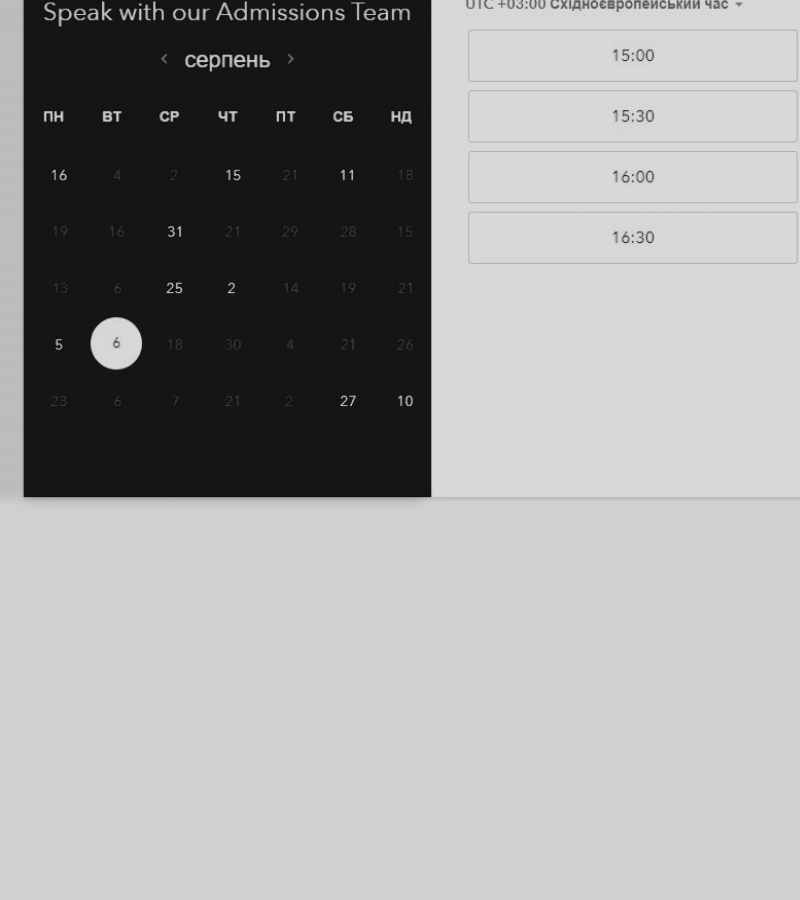 Speak with our Admissions Team
серпень
ПН ВТ СР ЧТ ПТ СБ НД
16 4 2 15 21 11 18
19 16 31 21 29 28 15
13 6 25 2 14 19 21
5 6 18 30 4 21 26
23 6 7 21 2 27 10
UTC +03:00 Східноєвропейський час
15:00
15:30
16:00
16:30